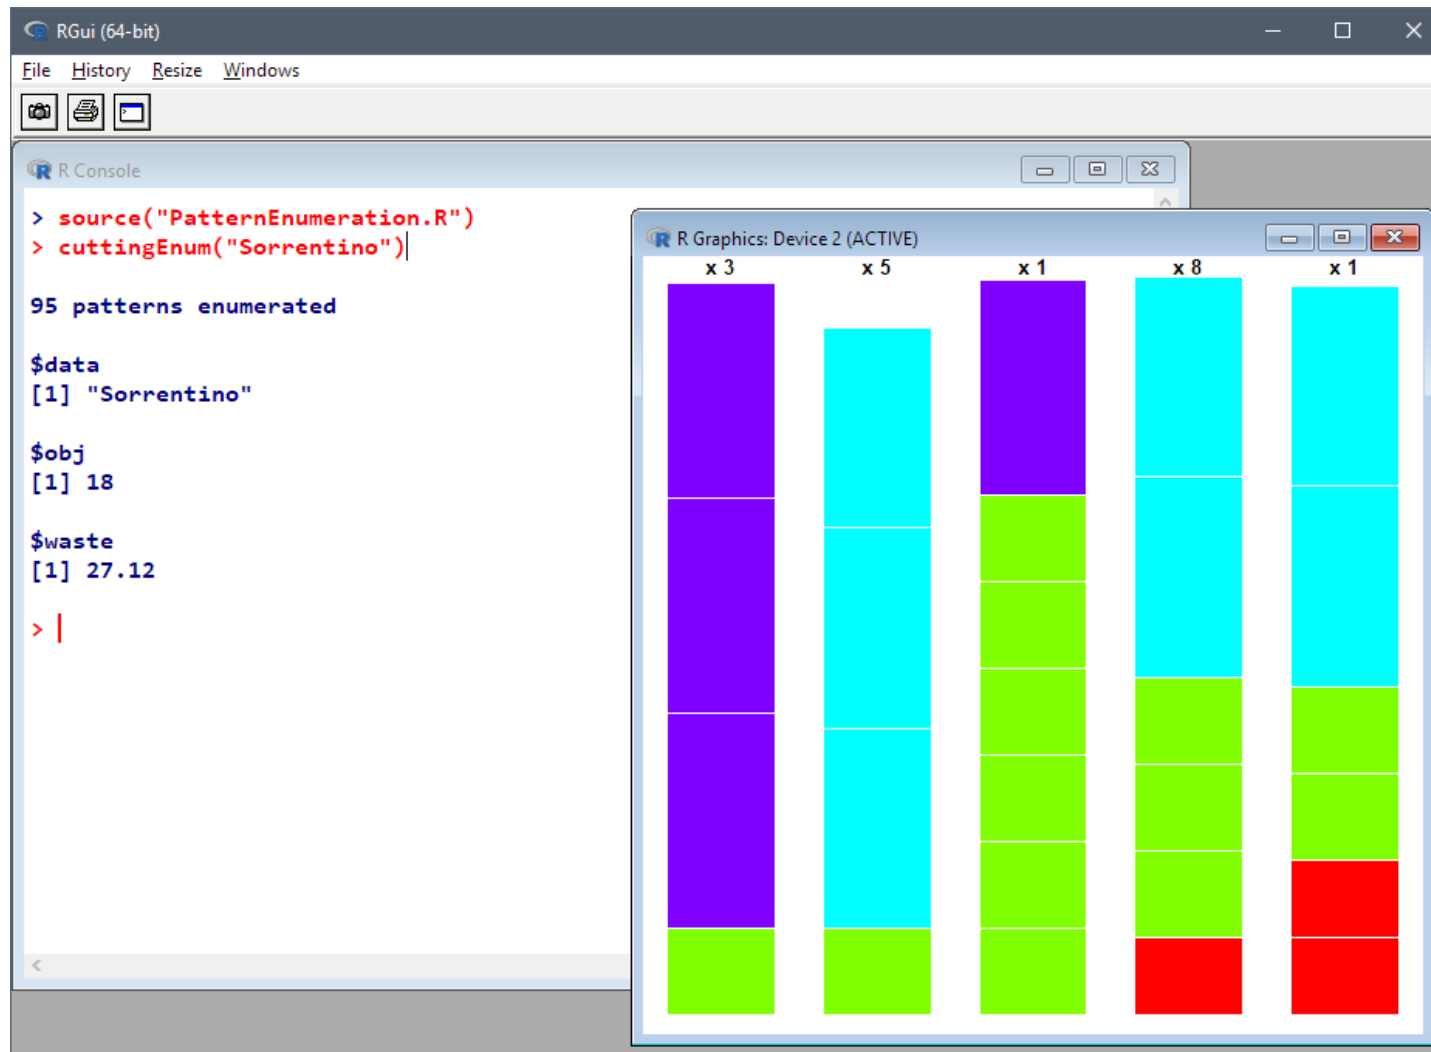 RGui (64-bit)
File History Resize Windows
R Console
> source("PatternEnumeration.R")
> cuttingEnum("Sorrentino")
95 patterns enumerated
$data
[1] "Sorrentino"
$obj
[1] 18
$waste
[1] 27.12
>
R Graphics: Device 2 (ACTIVE)
x 3 x 5 x 1 x 8 x 1